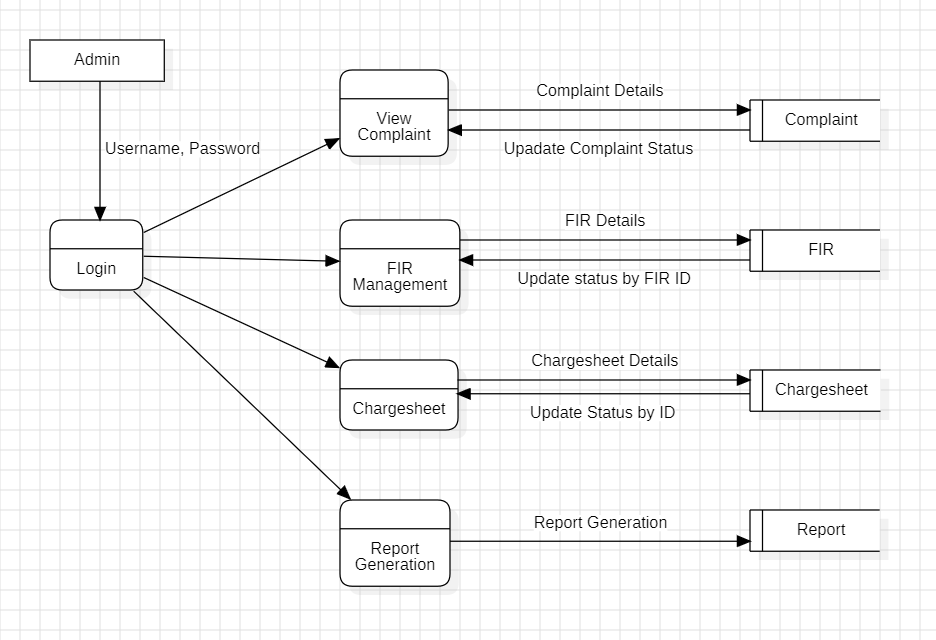 Admin
Username, Password
Login
View
Complaint
Complaint Details
Upadate Complaint Status
Complaint
FIR
Management
FIR Details
Update status by FIR ID
FIR
Chargesheet
Chargesheet Details
Update Status by ID
Chargesheet
Report
Generation
Report Generation
Report